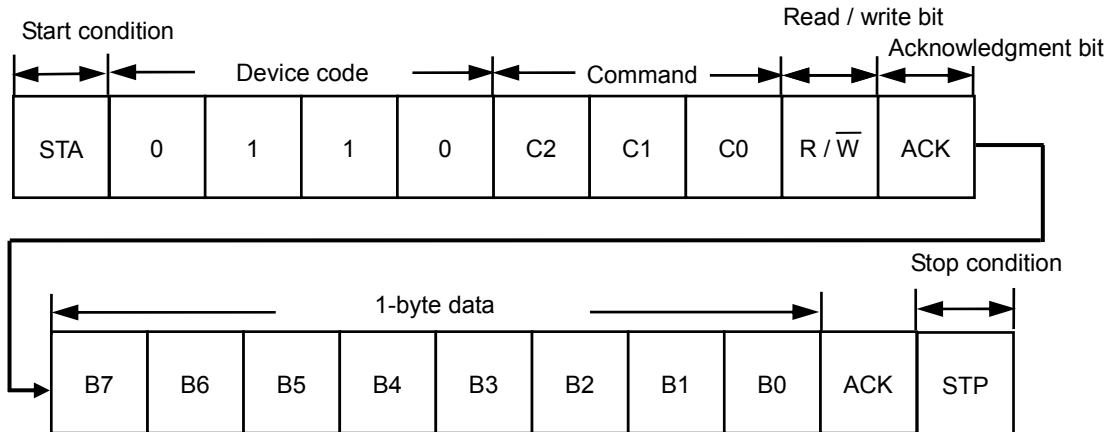 Read / write bit
Start condition
Acknowledgment bit
Device code
Command
STA 0 1 1 0 C2 C1 C0 R / W̅ ACK
Stop condition
1-byte data
B7 B6 B5 B4 B3 B2 B1 B0 ACK STP